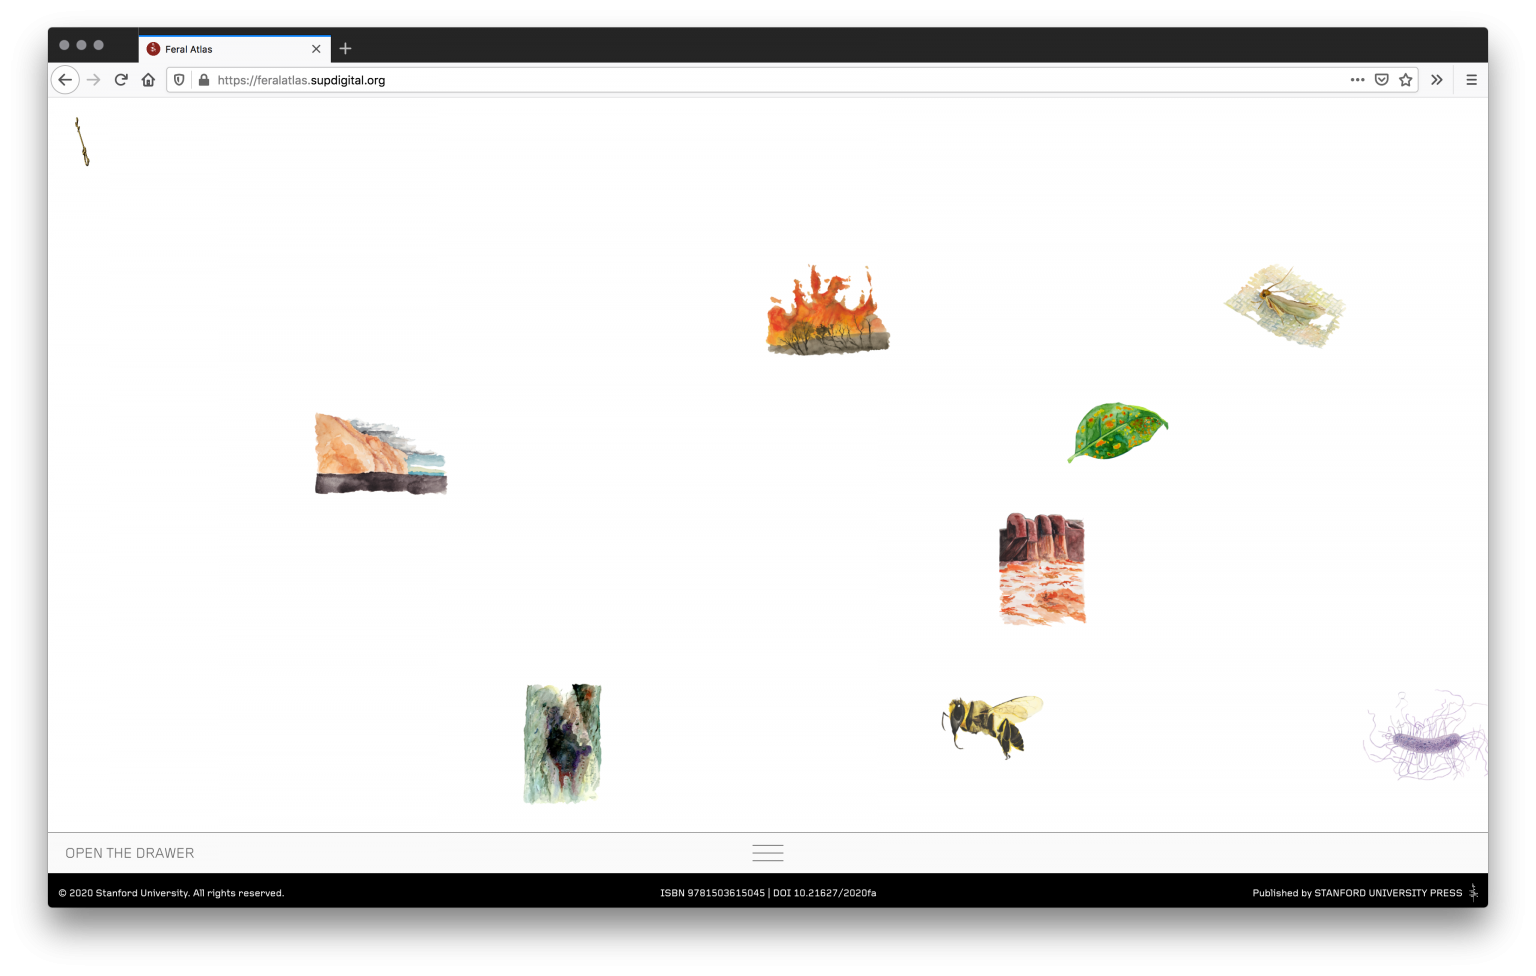 Feral Atlas
https://feralatlas.supdigital.org
OPEN THE DRAWER
© 2020 Stanford University. All rights reserved.
ISBN 9781503615045 | DOI 10.21627/2020fa
Published by STANFORD UNIVERSITY PRESS